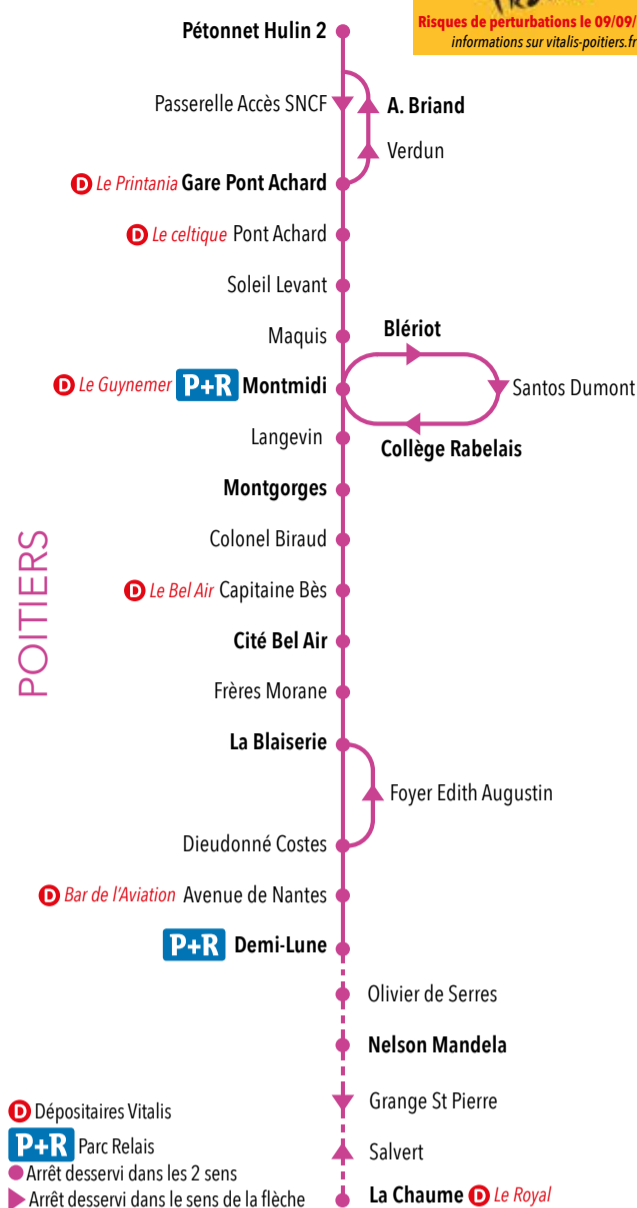 Risques de perturbations le 09/09/
informations sur vitalis-poitiers.fr
Pétonnet Hulin 2
Passerelle Accès SNCF
A. Briand
Verdun
D Le Printania Gare Pont Achard
D Le celtique Pont Achard
Soleil Levant
Maquis
Blériot
D Le Guynemer P+R Montmidi
Santos Dumont
Langevin
Collège Rabelais
Montgorges
Colonel Biraud
POITIERS
D Le Bel Air Capitaine Bès
Cité Bel Air
Frères Morane
La Blaiserie
Foyer Edith Augustin
Dieudonné Costes
D Bar de l'Aviation Avenue de Nantes
P+R Demi-Lune
Olivier de Serres
Nelson Mandela
Grange St Pierre
Salvert
La Chaume D Le Royal
D Dépositaires Vitalis
P+R Parc Relais
Arrêt desservi dans les 2 sens
Arrêt desservi dans le sens de la flèche